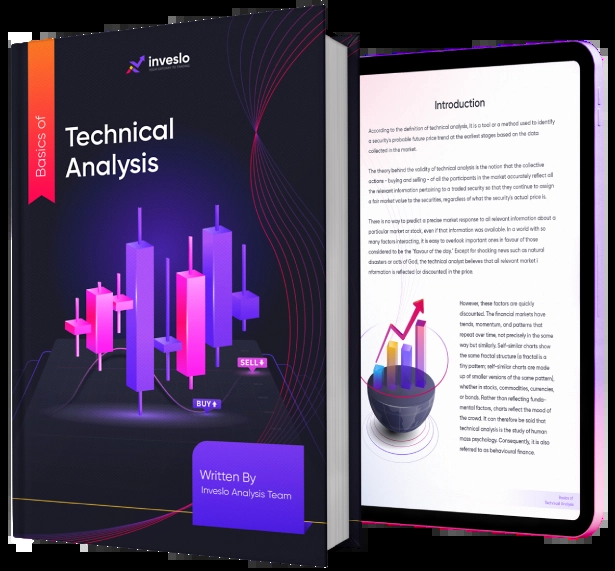 inveslo
Basics of
Technical
Analysis
SELL
BUY
Written By
Inveslo Analysis Team
Introduction
According to the definition of technical analysis, it is a tool or a method used to identify
a security's probable future price trend at the earliest stages based on the data
collected in the market.
The theory behind the validity of technical analysis is the notion that the collective
actions - buying and selling - of all the participants in the market accurately reflect all
the relevant information pertaining to a traded security so that they continue to assign
a fair market value to the securities, regardless of what the security's actual price is.
There is no way to predict a precise market response to all relevant information about a
particular market or stock, even if that information was available. In a world with so
many factors interacting, it is easy to overlook important ones in favour of those
considered to be the "flavour of the day." Except for shocking news such as natural
disasters or acts of God, the technical analyst believes that all relevant market i
nformation is reflected (or discounted) in the price.
However, these factors are quickly
discounted. The financial markets have
trends, momentum, and patterns that
repeat over time, not precisely in the same
way but similarly. Self-similar charts show
the same fractal structure (a fractal is a
tiny pattern; self-similar charts are made
up of smaller versions of the same pattern),
whether in stocks, commodities, currencies,
or bonds. Rather than reflecting funda-
mental factors, charts reflect the mood of
the crowd. It can therefore be said that
technical analysis is the study of human
mass psychology. Consequently, it is also
referred to as behavioural finance.
Basics of
Technical Analysis